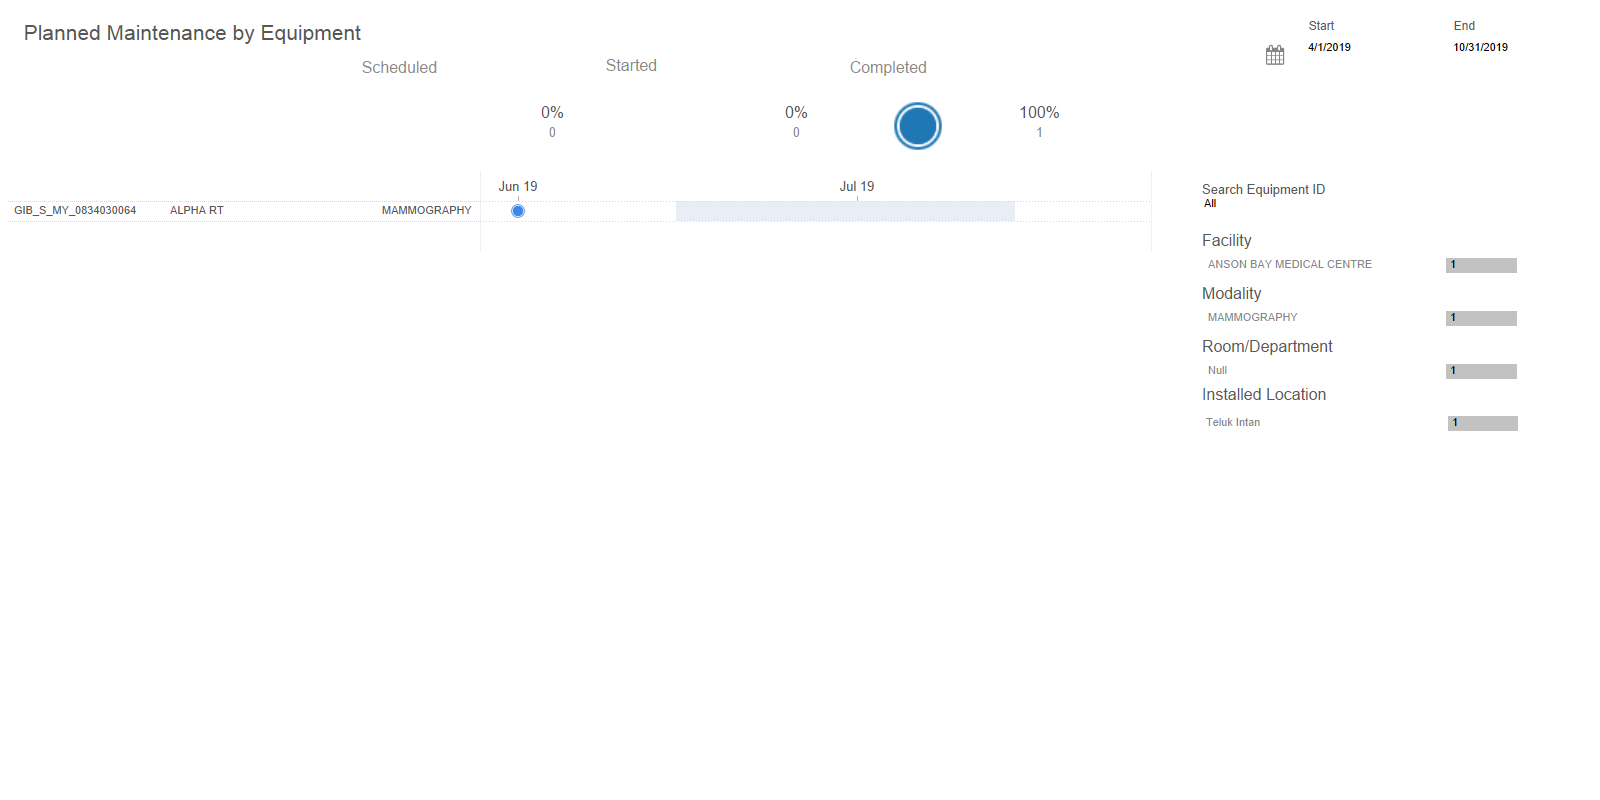 Planned Maintenance by Equipment
Start
End
4/1/2019
10/31/2019
Scheduled
Started
Completed
0%
0
0%
0
100%
1
Jun 19
Jul 19
GIB_S_MY_0834030064 ALPHA RT MAMMOGRAPHY
Search Equipment ID
All
Facility
ANSON BAY MEDICAL CENTRE 1
Modality
MAMMOGRAPHY 1
Room/Department
Null 1
Installed Location
Teluk Intan 1